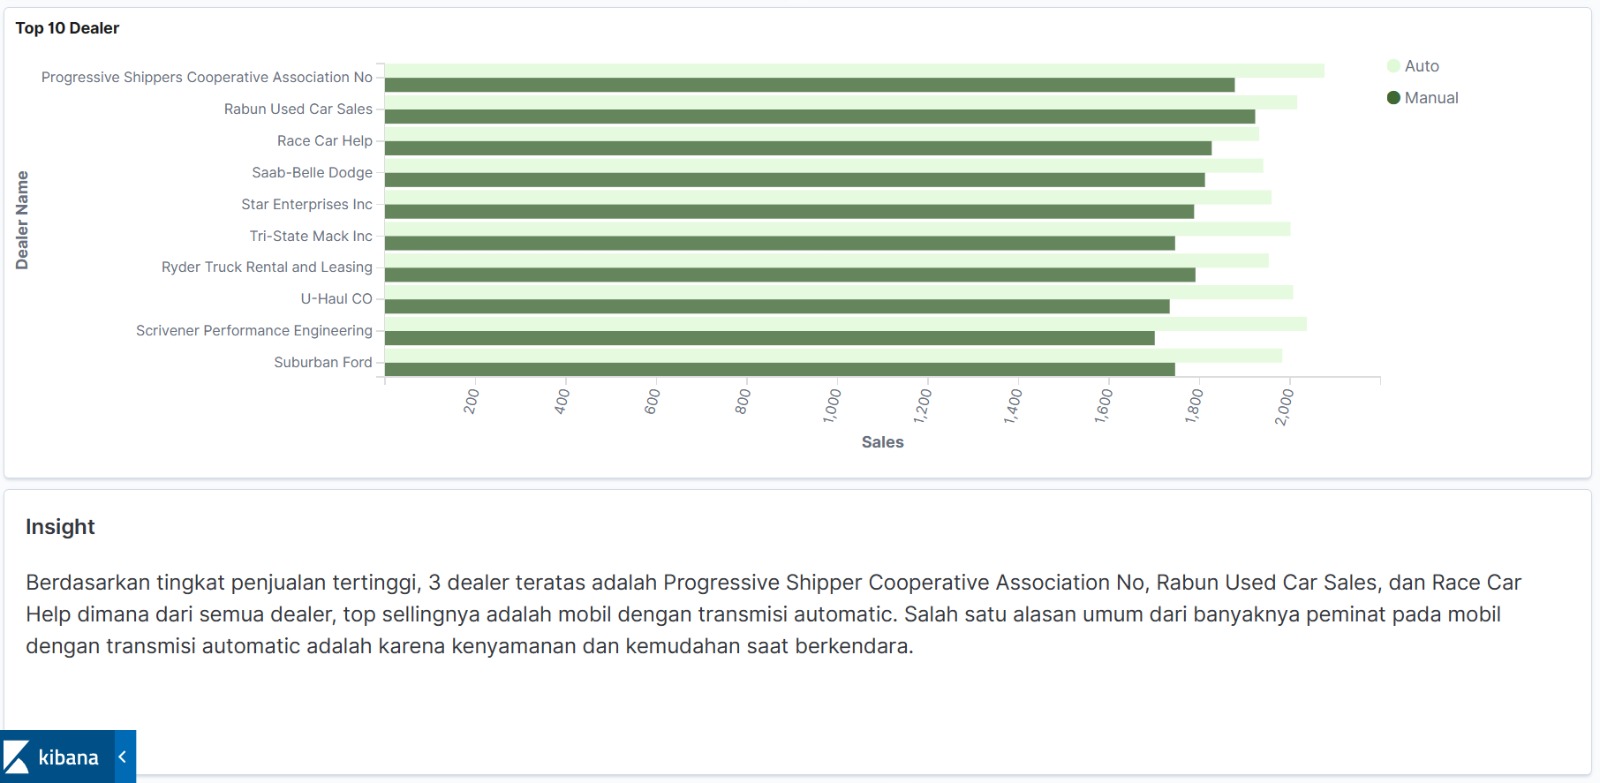 Top 10 Dealer
Progressive Shippers Cooperative Association No
Rabun Used Car Sales
Race Car Help
Saab-Belle Dodge
Star Enterprises Inc
Tri-State Mack Inc
Ryder Truck Rental and Leasing
U-Haul CO
Scrivener Performance Engineering
Suburban Ford
Dealer Name
200
400
600
800
1,000
1,200
1,400
1,600
1,800
2,000
Sales
Auto
Manual
Insight
Berdasarkan tingkat penjualan tertinggi, 3 dealer teratas adalah Progressive Shipper Cooperative Association No, Rabun Used Car Sales, dan Race Car
Help dimana dari semua dealer, top sellingnya adalah mobil dengan transmisi automatic. Salah satu alasan umum dari banyaknya peminat pada mobil
dengan transmisi automatic adalah karena kenyamanan dan kemudahan saat berkendara.
kibana